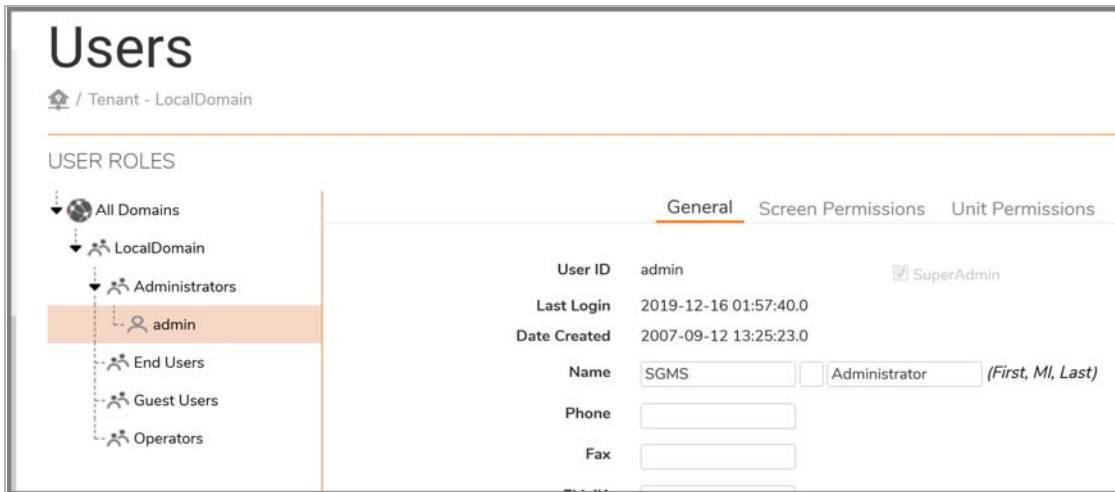 Users
/ Tenant - LocalDomain
USER ROLES
All Domains
LocalDomain
Administrators
admin
End Users
Guest Users
Operators
General Screen Permissions Unit Permissions
User ID admin SuperAdmin
Last Login 2019-12-16 01:57:40.0
Date Created 2007-09-12 13:25:23.0
Name SGMS Administrator (First, MI, Last)
Phone
Fax